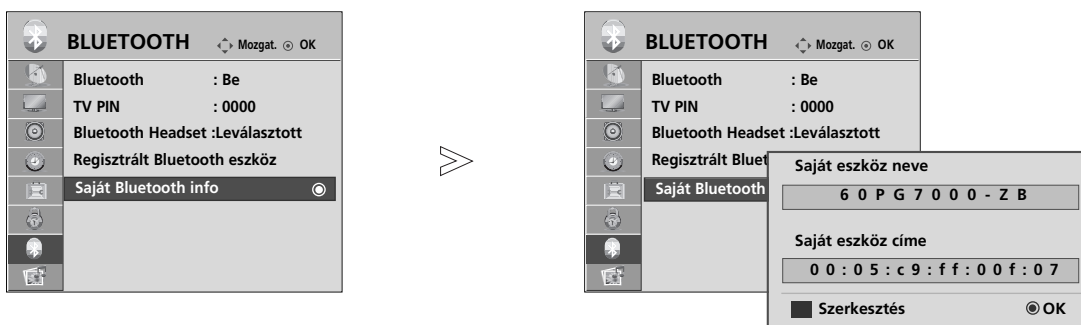 BLUETOOTH Mozgat. OK
Bluetooth : Be
TV PIN : 0000
Bluetooth Headset :Leválasztott
Regisztrált Bluetooth eszköz
Saját Bluetooth info
BLUETOOTH Mozgat. OK
Bluetooth : Be
TV PIN : 0000
Bluetooth Headset :Leválasztott
Regisztrált Bluet
Saját Bluetooth
Saját eszköz neve
6 0 P G 7 0 0 0 - Z B
Saját eszköz címe
0 0 : 0 5 : c 9 : f f : 0 0 f : 0 7
Szerkesztés OK